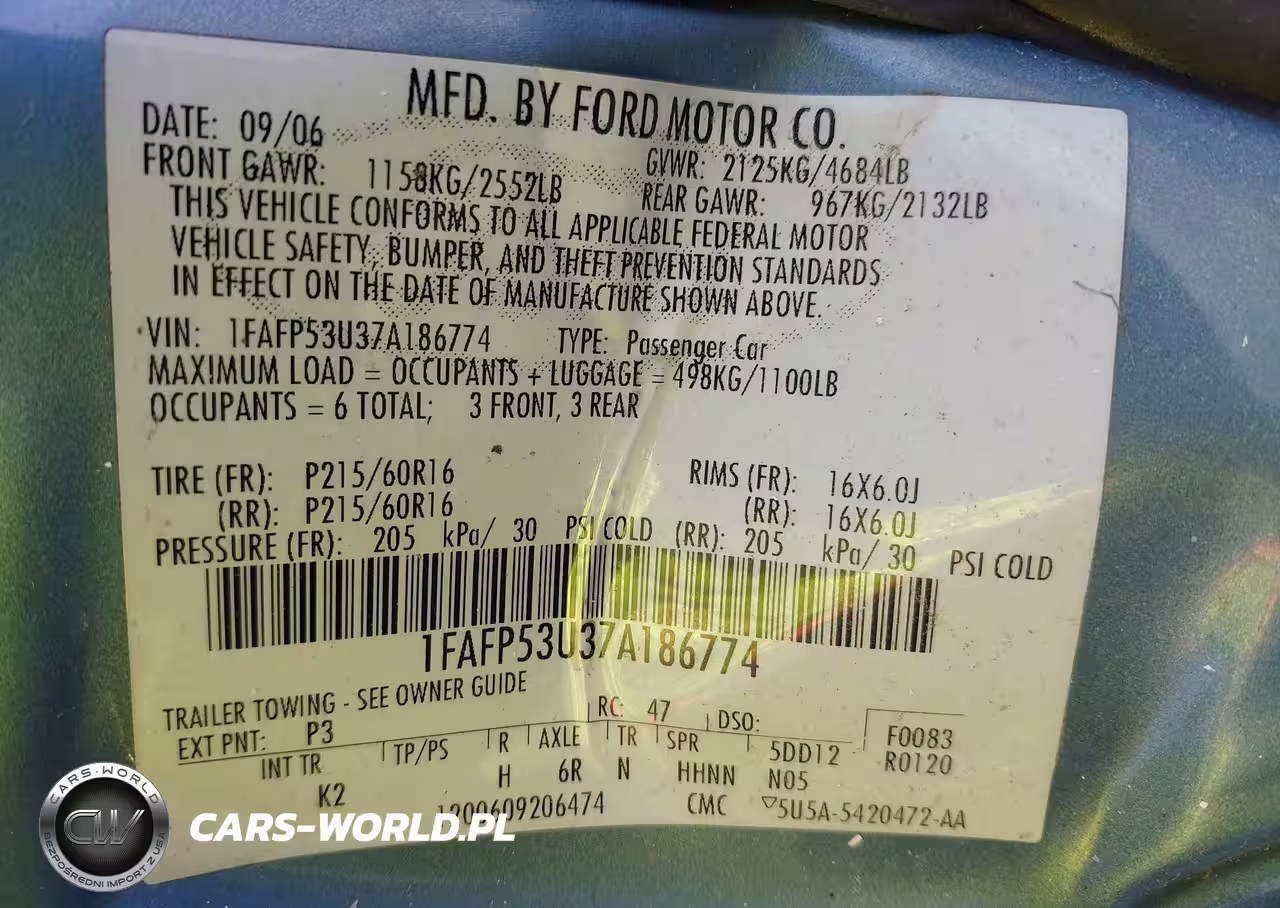 MFD. BY FORD MOTOR CO.
DATE: 09/06
GVWR: 2125KG/4684LB
FRONT GAWR: 1158KG/2552LB
REAR GAWR: 967KG/2132LB
THIS VEHICLE CONFORMS TO ALL APPLICABLE FEDERAL MOTOR
VEHICLE SAFETY, BUMPER, AND THEFT PREVENTION STANDARDS
IN EFFECT ON THE DATE OF MANUFACTURE SHOWN ABOVE.
VIN: 1FAFP53U37A186774 TYPE: Passenger Car
MAXIMUM LOAD = OCCUPANTS + LUGGAGE = 498KG/1100LB
OCCUPANTS = 6 TOTAL; 3 FRONT, 3 REAR
TIRE (FR): P215/60R16 RIMS (FR): 16X6.0J
(RR): P215/60R16 (RR): 16X6.0J
PRESSURE (FR): 205 kPa/ 30 PSI COLD (RR): 205 kPa/ 30 PSI COLD
1FAFP53U37A186774
TRAILER TOWING - SEE OWNER GUIDE
EXT PNT: P3 RC: 47 DSO: F0083
INT TR TP/PS R AXLE TR SPR 5DD12 R0120
K2 H 6R N HHNN N05
1200609206474 CMC ▽5U5A-5420472-AA
CARS-WORLD
CW
BEZPOŚREDNI IMPORT Z USA
CARS-WORLD.PL